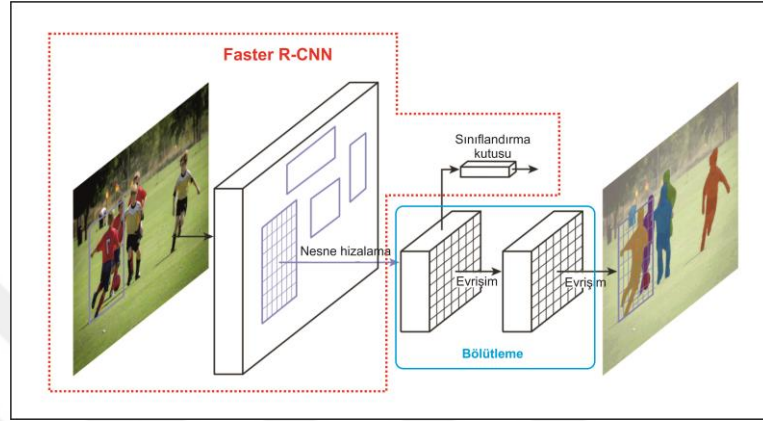 Faster R-CNN
Sınıflandırma
kutusu
Nesne hizalama
Evrişim
Evrişim
Bölütleme